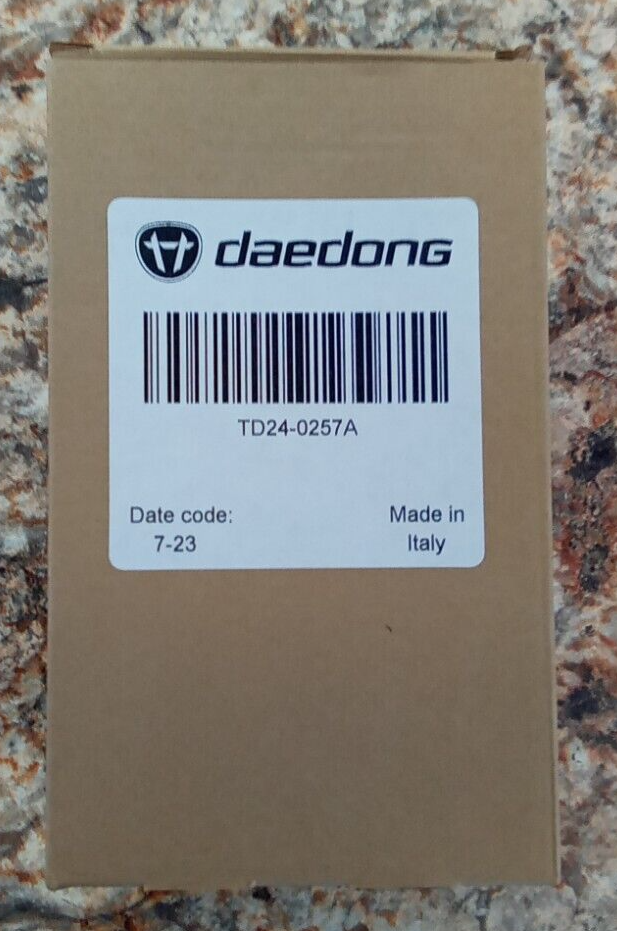 daedong
TD24-0257A
Date code:
7-23
Made in
Italy